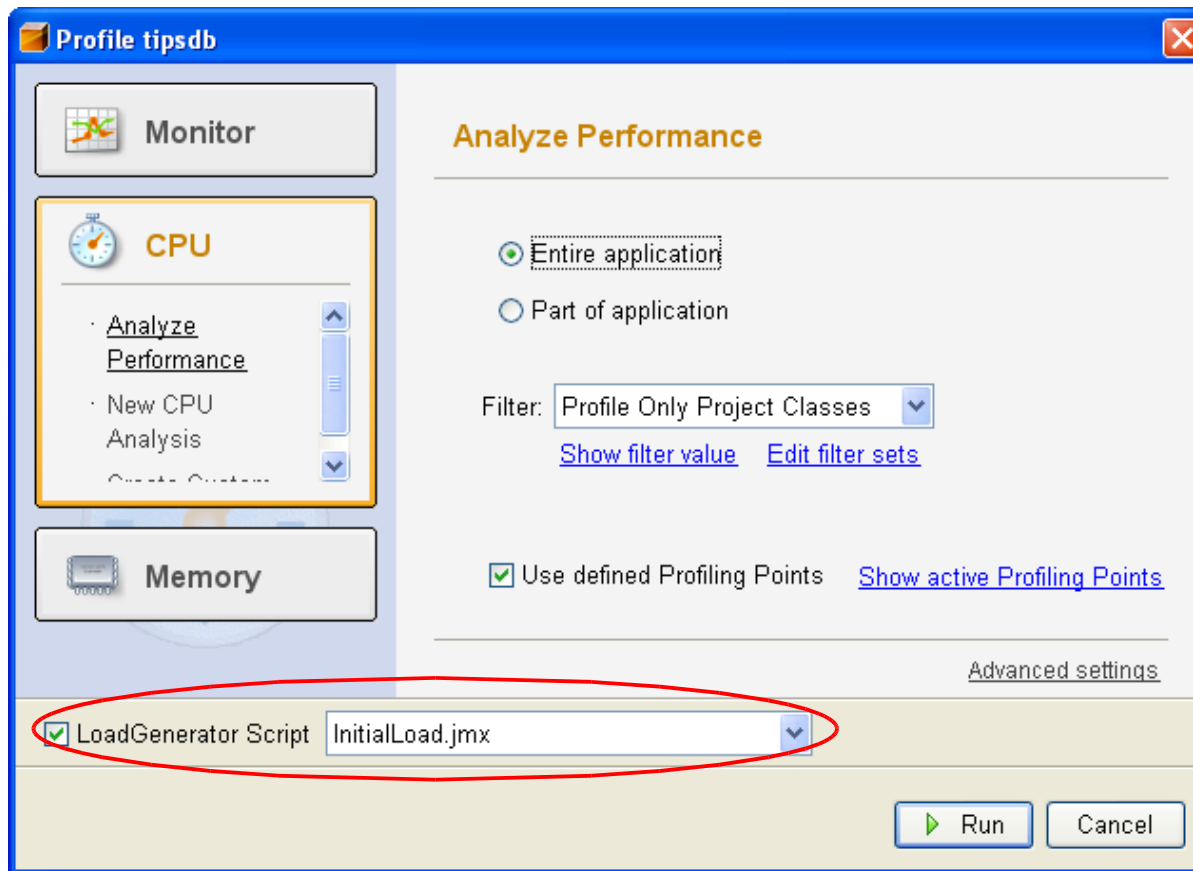 Profile tipsdb
Monitor
CPU
· Analyze
Performance
· New CPU
Analysis
Create Custom
Memory
Analyze Performance
Entire application
Part of application
Filter: Profile Only Project Classes
Show filter value Edit filter sets
Use defined Profiling Points Show active Profiling Points
Advanced settings
LoadGenerator Script InitialLoad.jmx
Run Cancel